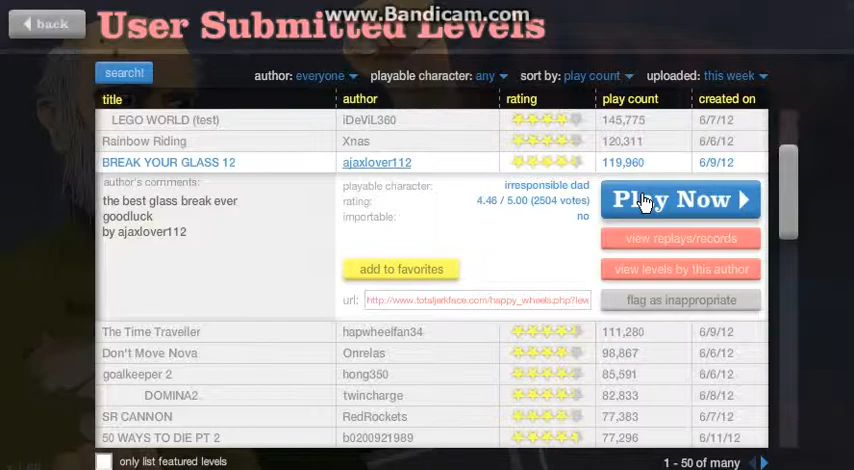 www.Bandicam.com
back
User Submitted Levels
search!
author: everyone playable character: any sort by: play count uploaded: this week
title author rating play count created on
LEGO WORLD (test) iDeViL360 145,775 6/7/12
Rainbow Riding Xnas 120,311 6/6/12
BREAK YOUR GLASS 12 ajaxlover112 119,960 6/9/12
author's comments:
the best glass break ever
goodluck
by ajaxlover112
playable character: irresponsible dad
rating: 4.46 / 5.00 (2504 votes)
importable: no
Play Now
view replays/records
add to favorites
view levels by this author
url: http://www.totaljerkface.com/happy_wheels.php?lev
flag as inappropriate
The Time Traveller hapwheelfan34 111,280 6/9/12
Don't Move Nova Onrelas 98,867 6/6/12
goalkeeper 2 hong350 85,591 6/6/12
DOMINA2 twincharge 82,833 6/8/12
SR CANNON RedRockets 77,383 6/7/12
50 WAYS TO DIE PT 2 b0200921989 77,296 6/11/12
only list featured levels
1 - 50 of many